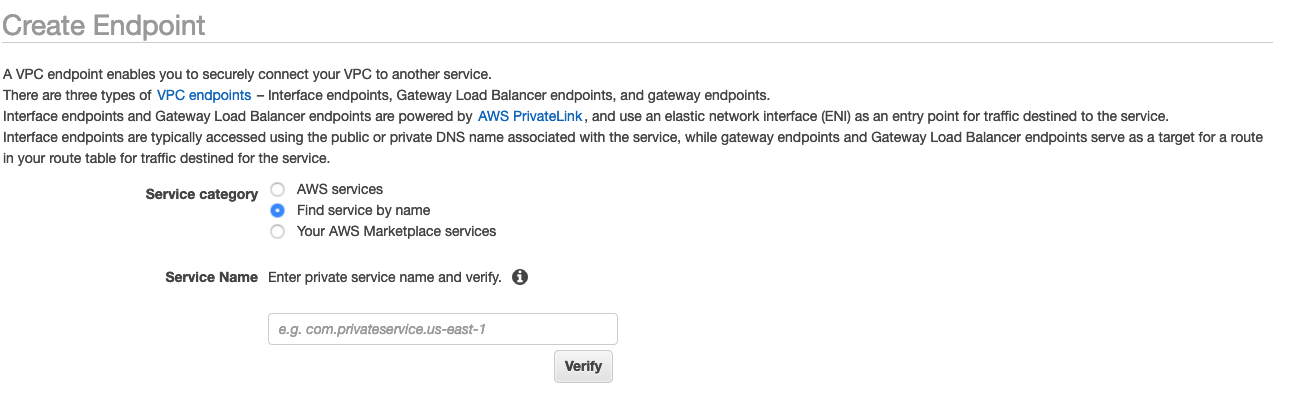 Create Endpoint
A VPC endpoint enables you to securely connect your VPC to another service.
There are three types of VPC endpoints – Interface endpoints, Gateway Load Balancer endpoints, and gateway endpoints.
Interface endpoints and Gateway Load Balancer endpoints are powered by AWS PrivateLink, and use an elastic network interface (ENI) as an entry point for traffic destined to the service.
Interface endpoints are typically accessed using the public or private DNS name associated with the service, while gateway endpoints and Gateway Load Balancer endpoints serve as a target for a route
in your route table for traffic destined for the service.
Service category
AWS services
Find service by name
Your AWS Marketplace services
Service Name Enter private service name and verify.
e.g. com.privateservice.us-east-1
Verify